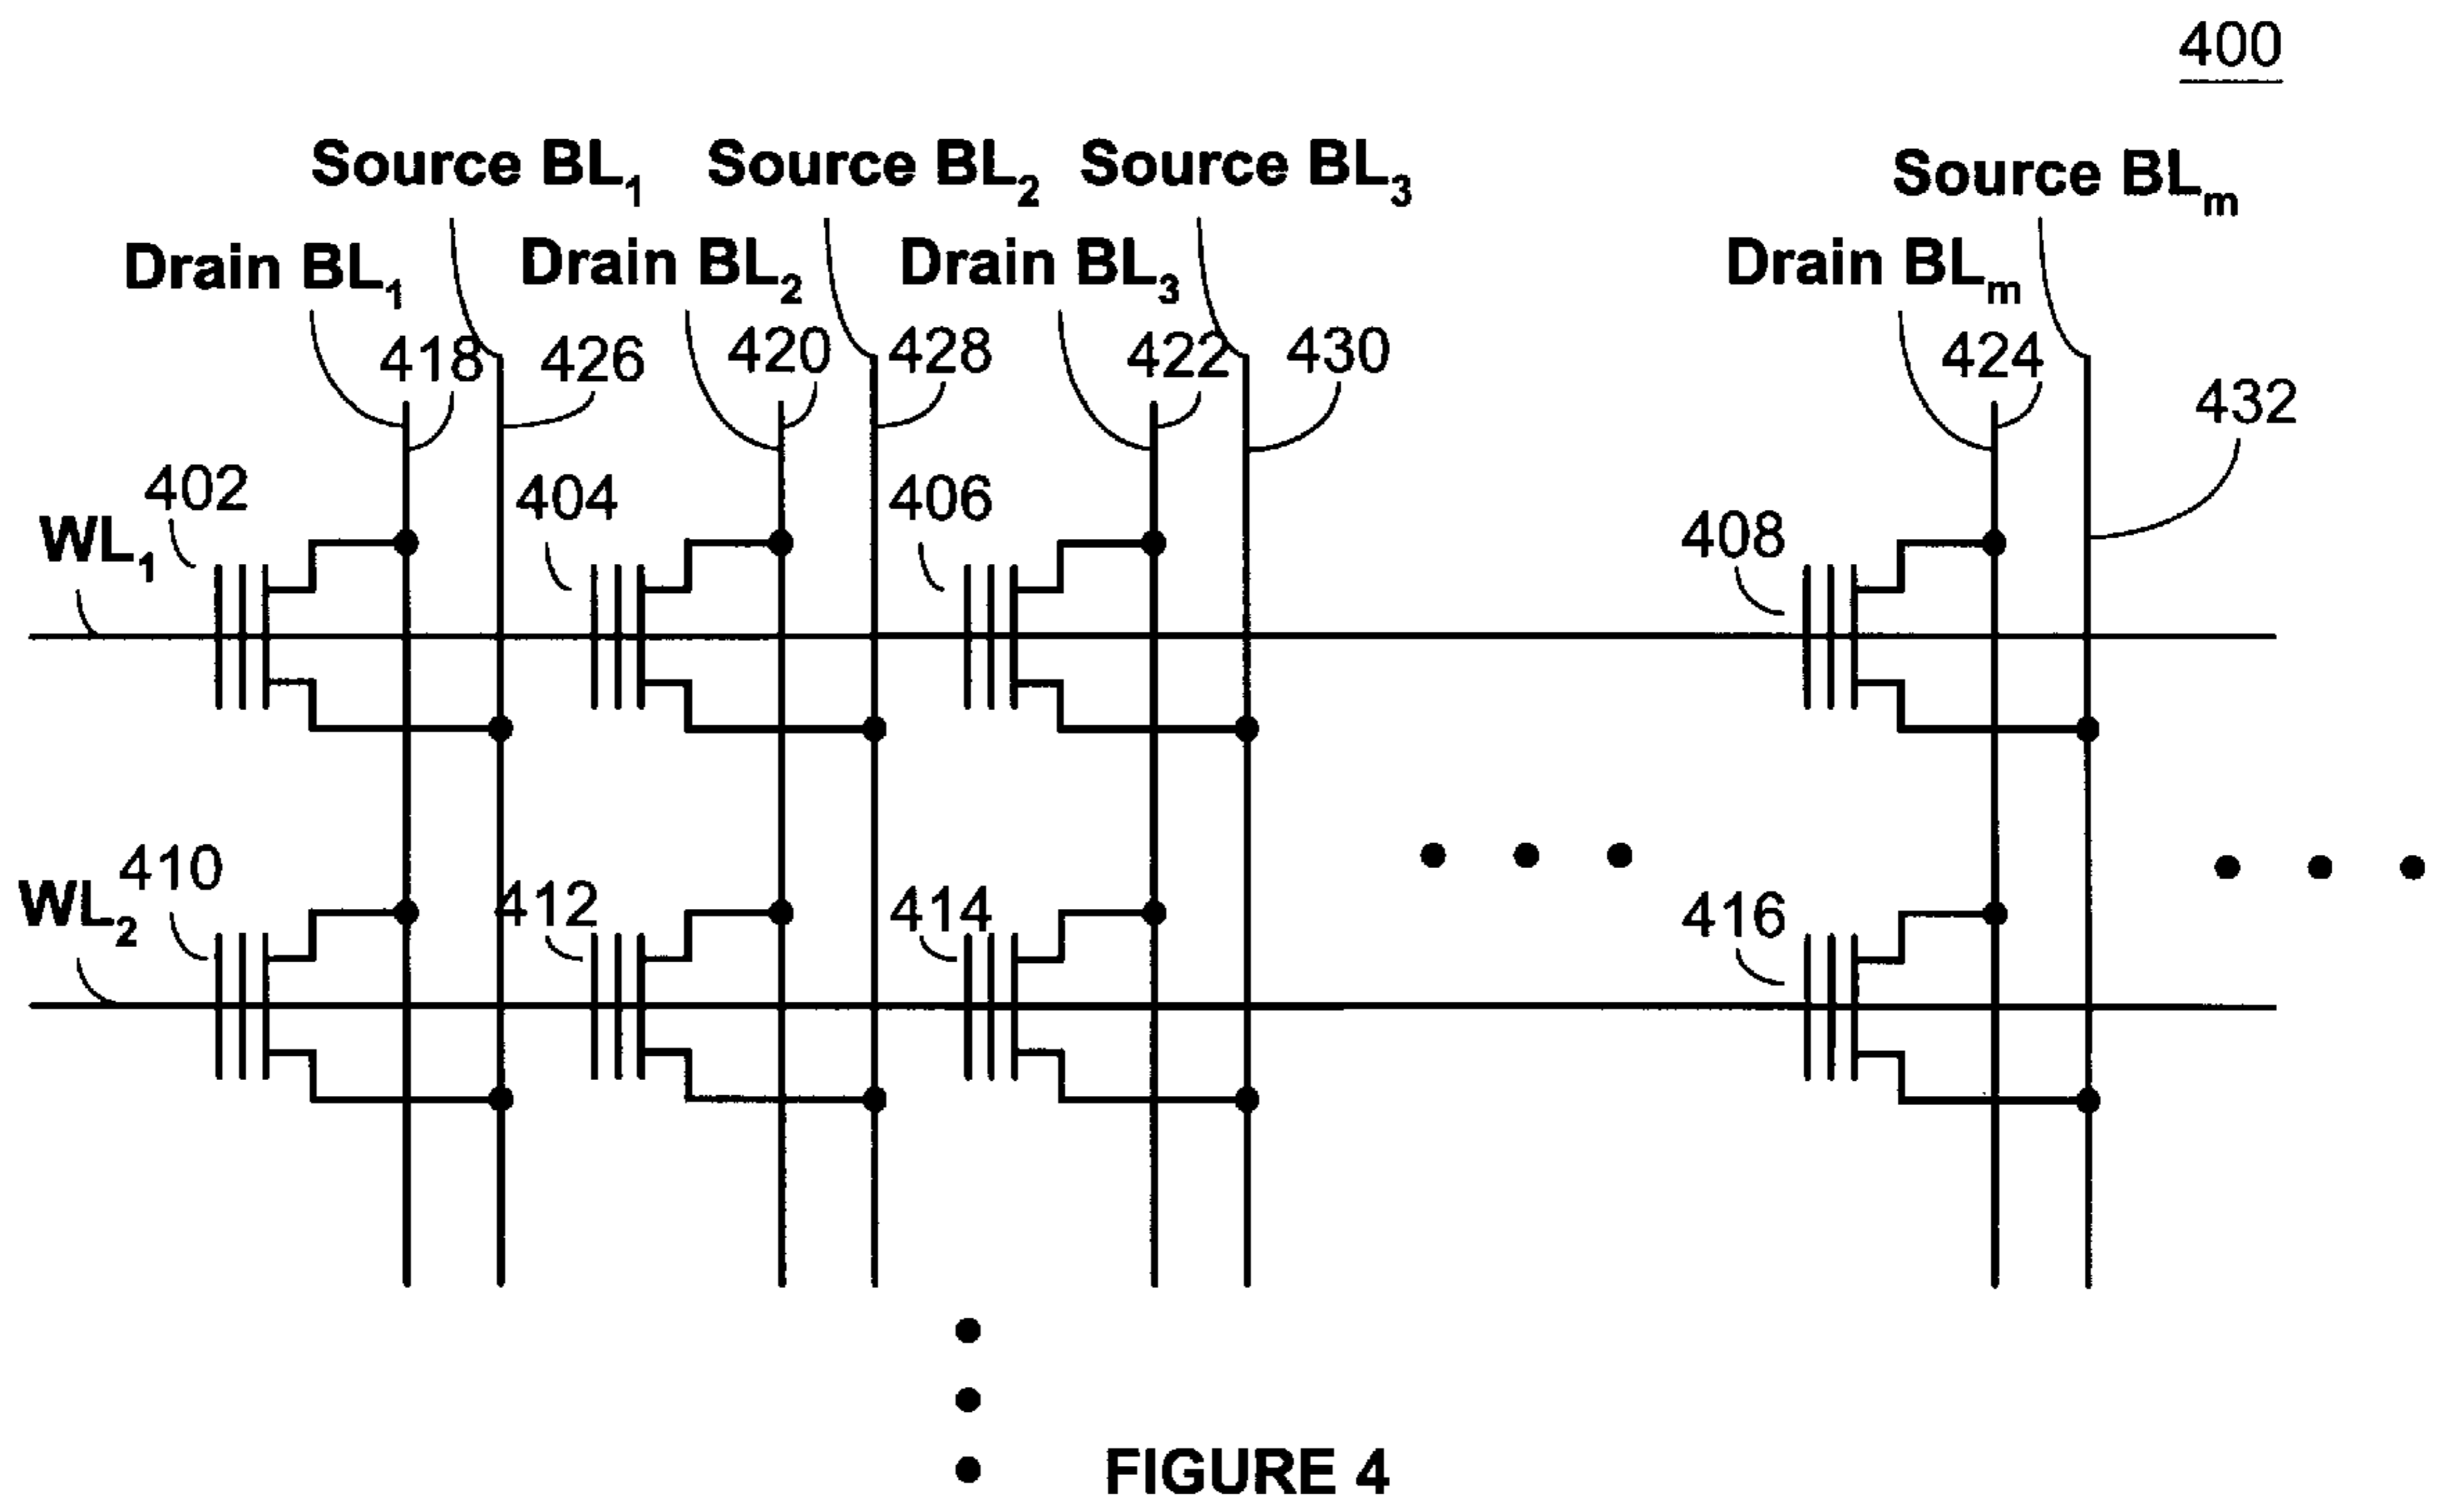 400
Source BL1 Source BL2 Source BL3 Source BLm
Drain BL1 Drain BL2 Drain BL3 Drain BLm
418 426 420 428 422 430 424 432
402 404 406 408
WL1
410 412 414 416
WL2
FIGURE 4